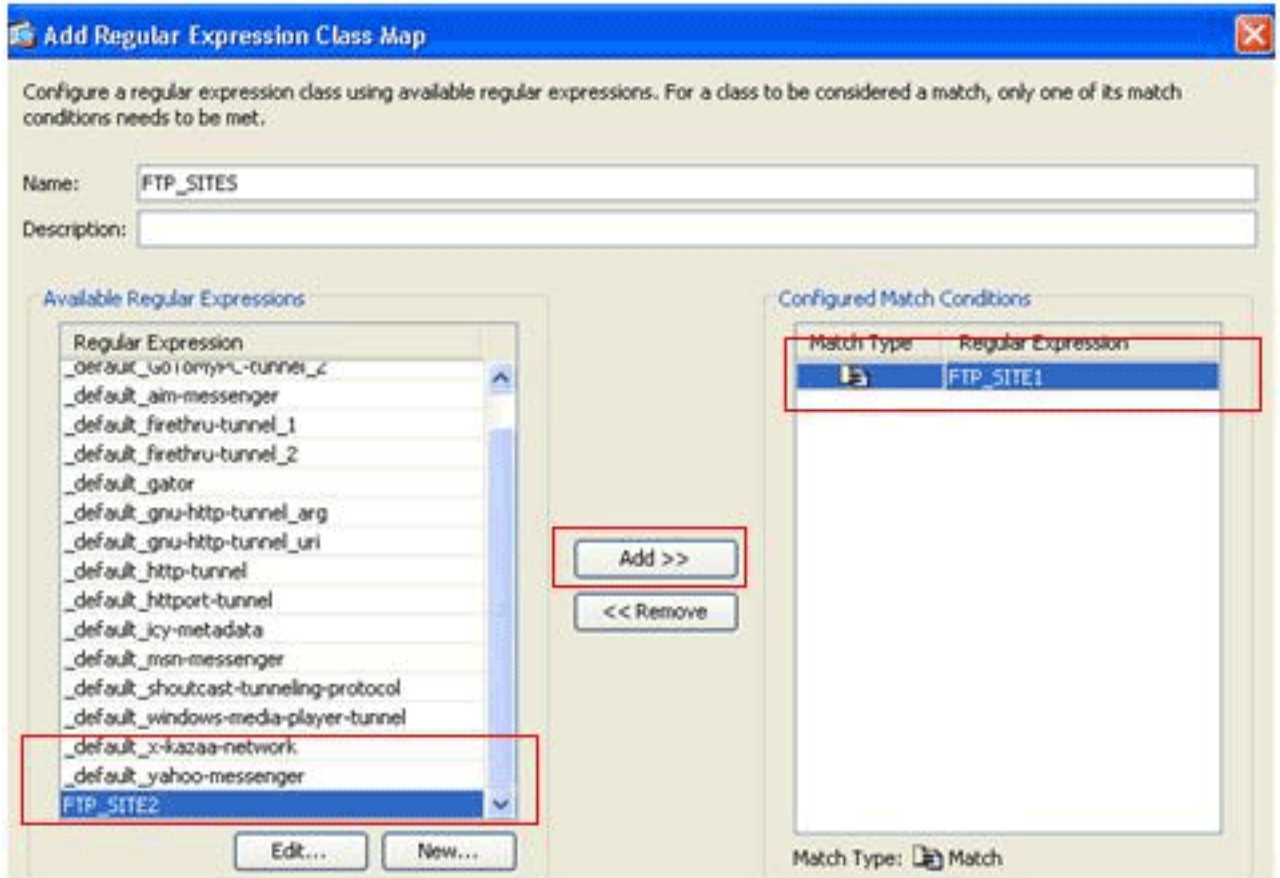 Add Regular Expression Class Map
Configure a regular expression class using available regular expressions. For a class to be considered a match, only one of its match
conditions needs to be met.
Name: FTP_SITES
Description:
Available Regular Expressions
Regular Expression
_default_GoToMyPC-tunnel_2
_default_aim-messenger
_default_firethru-tunnel_1
_default_firethru-tunnel_2
_default_gator
_default_gnu-http-tunnel_arg
_default_gnu-http-tunnel_uri
_default_http-tunnel
_default_httport-tunnel
_default_icy-metadata
_default_msn-messenger
_default_shoutcast-tunneling-protocol
_default_windows-media-player-tunnel
_default_x-kazaa-network
_default_yahoo-messenger
FTP_SITE2
Edit... New...
Add >>
<< Remove
Configured Match Conditions
Match Type Regular Expression
FTP_SITE1
Match Type: Match